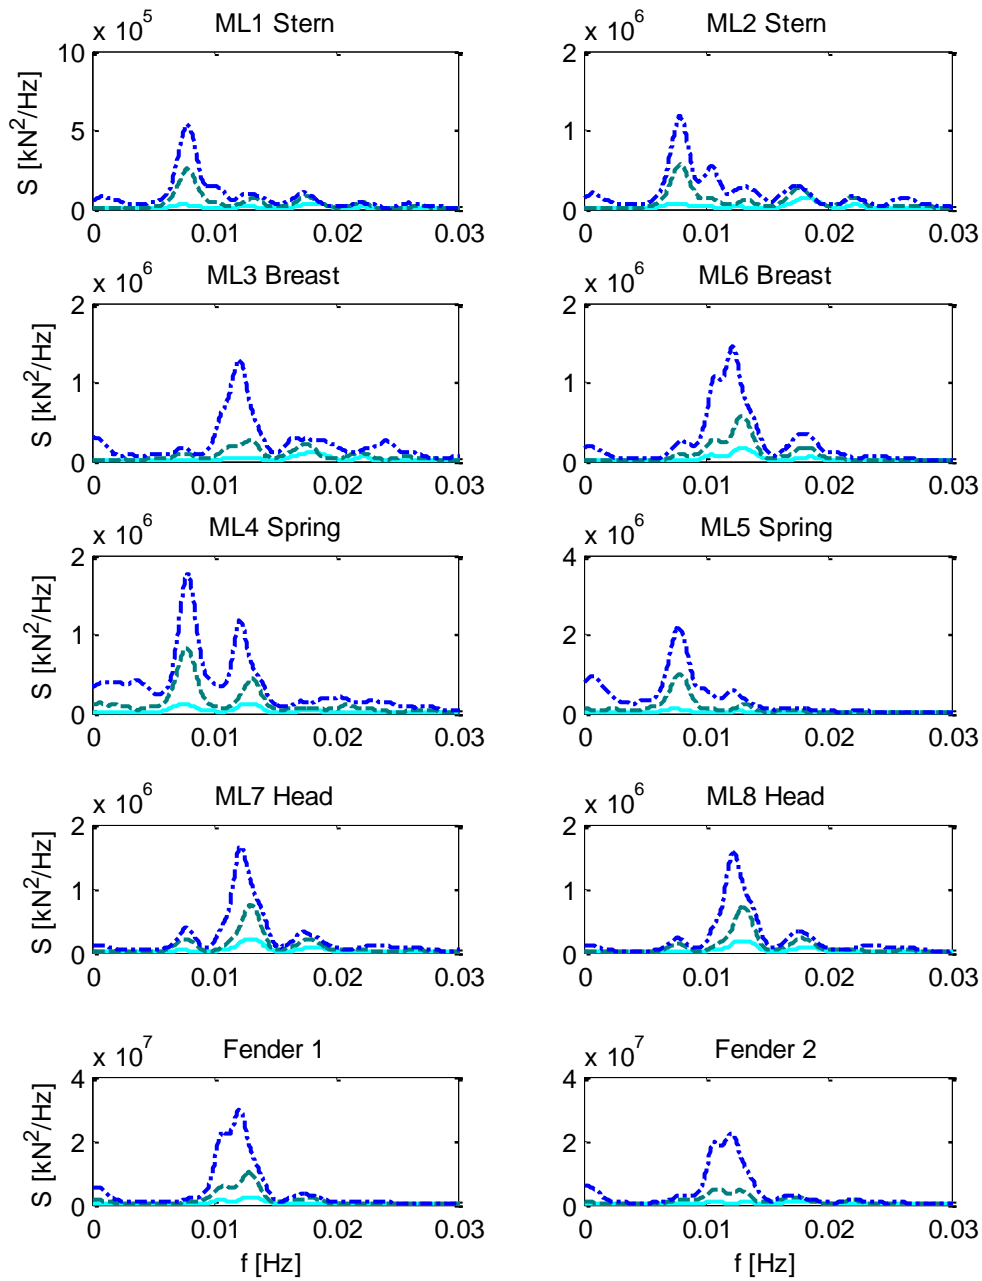 x 10^5 ML1 Stern
10
5
0
S [kN^2/Hz]
0 0.01 0.02 0.03
x 10^6 ML2 Stern
2
1
0
0 0.01 0.02 0.03
x 10^6 ML3 Breast
2
1
0
S [kN^2/Hz]
0 0.01 0.02 0.03
x 10^6 ML6 Breast
2
1
0
0 0.01 0.02 0.03
x 10^6 ML4 Spring
2
1
0
S [kN^2/Hz]
0 0.01 0.02 0.03
x 10^6 ML5 Spring
4
2
0
0 0.01 0.02 0.03
x 10^6 ML7 Head
2
1
0
S [kN^2/Hz]
0 0.01 0.02 0.03
x 10^6 ML8 Head
2
1
0
0 0.01 0.02 0.03
x 10^7 Fender 1
4
2
0
S [kN^2/Hz]
0 0.01 0.02 0.03
f [Hz]
x 10^7 Fender 2
4
2
0
0 0.01 0.02 0.03
f [Hz]